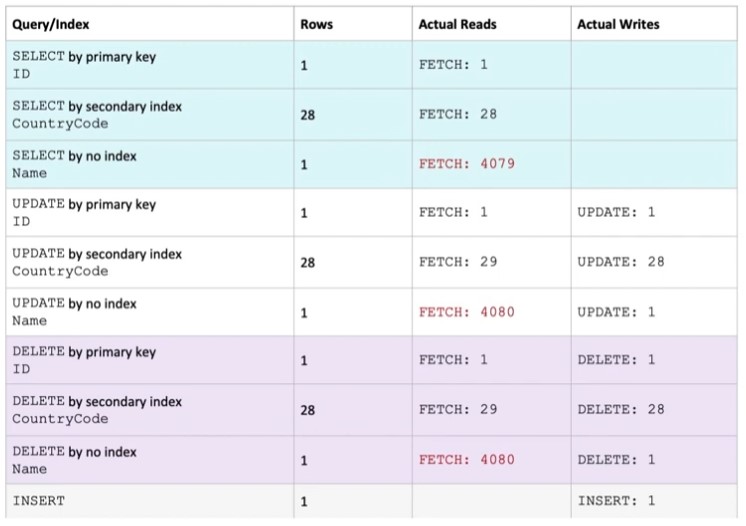 Query/Index Rows Actual Reads Actual Writes
SELECT by primary key
ID
1 FETCH: 1
SELECT by secondary index
CountryCode
28 FETCH: 28
SELECT by no index
Name
1 FETCH: 4079
UPDATE by primary key
ID
1 FETCH: 1 UPDATE: 1
UPDATE by secondary index
CountryCode
28 FETCH: 29 UPDATE: 28
UPDATE by no index
Name
1 FETCH: 4080 UPDATE: 1
DELETE by primary key
ID
1 FETCH: 1 DELETE: 1
DELETE by secondary index
CountryCode
28 FETCH: 29 DELETE: 28
DELETE by no index
Name
1 FETCH: 4080 DELETE: 1
INSERT 1 INSERT: 1